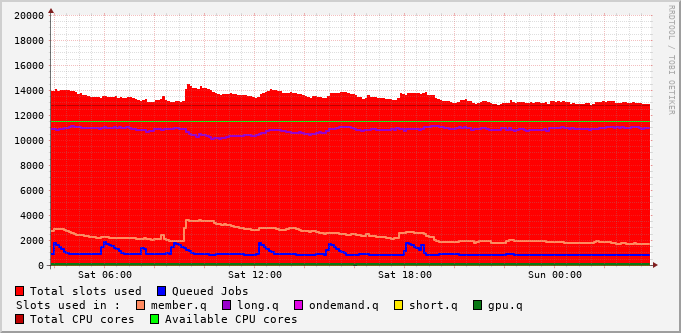 20000
18000
16000
14000
12000
10000
8000
6000
4000
2000
0
Sat 06:00 Sat 12:00 Sat 18:00 Sun 00:00
Total slots used Queued Jobs
Slots used in : member.q long.q ondemand.q short.q gpu.q
Total CPU cores Available CPU cores
RRDTOOL / TOBI OETIKER